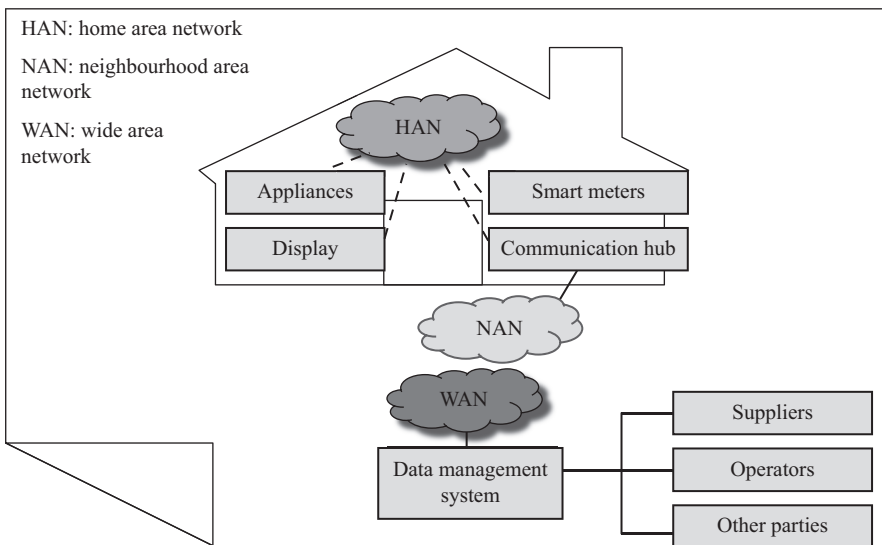 HAN: home area network
NAN: neighbourhood area
network
WAN: wide area
network
HAN
Appliances
Smart meters
Display
Communication hub
NAN
WAN
Suppliers
Data management
system
Operators
Other parties